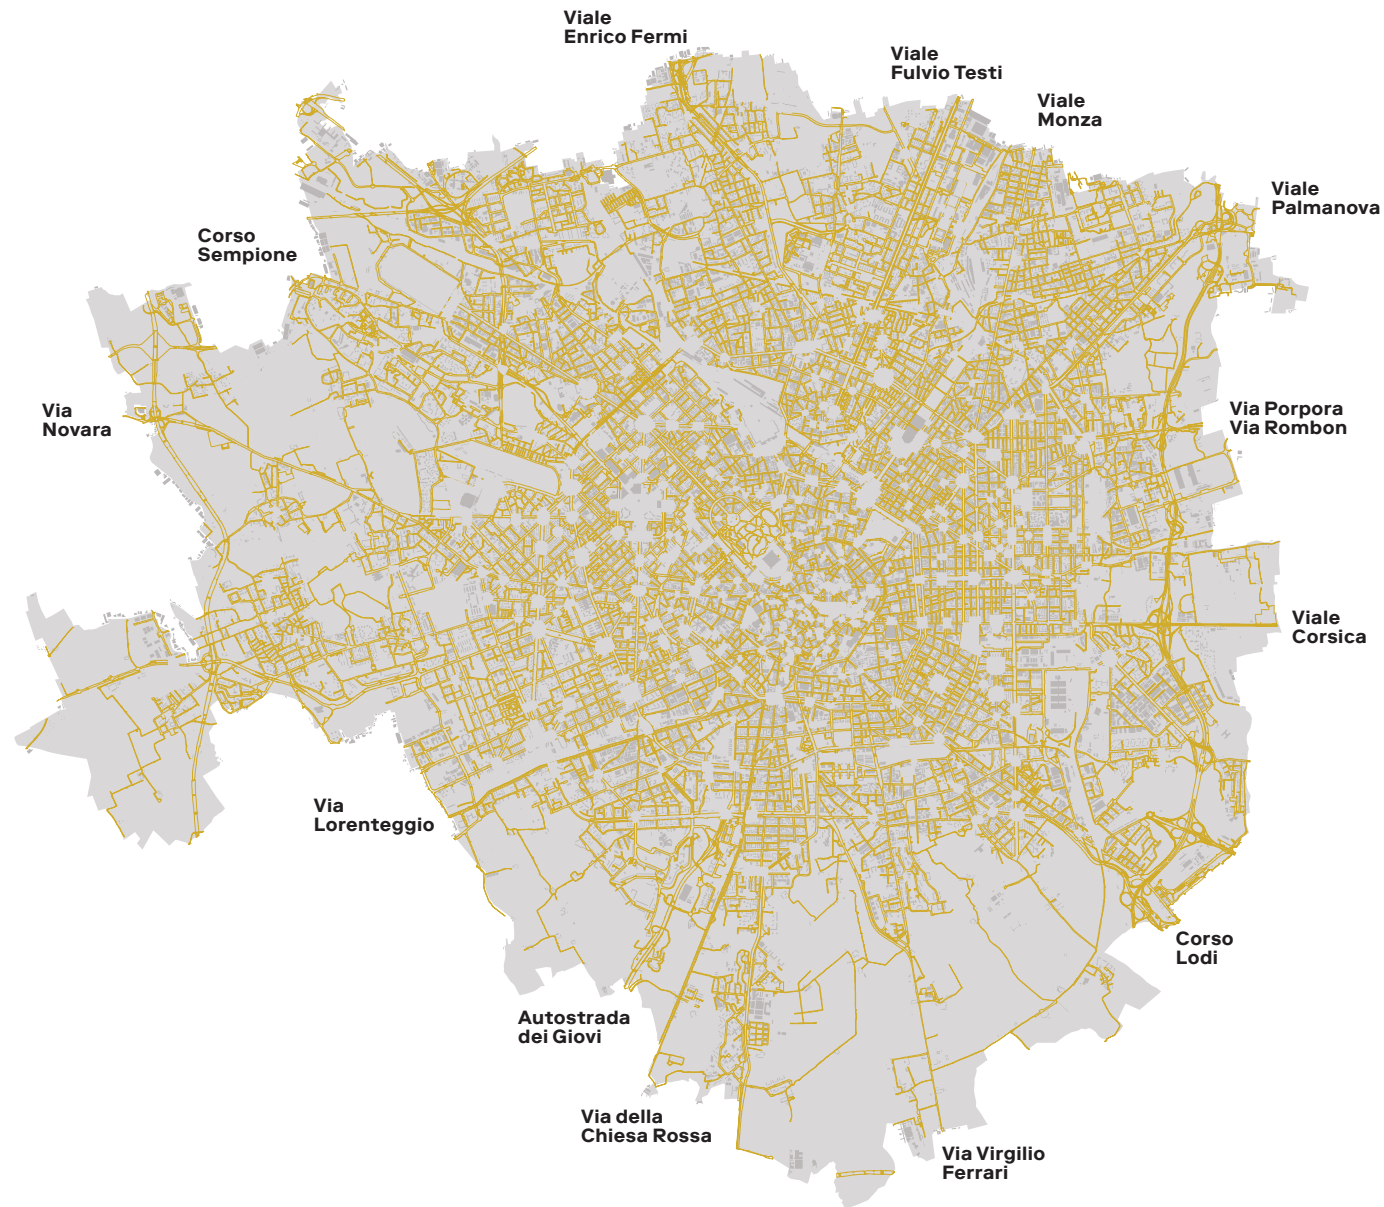 Viale
Enrico Fermi
Viale
Fulvio Testi
Viale
Monza
Viale
Palmanova
Corso
Sempione
Via
Novara
Via Porpora
Via Rombon
Viale
Corsica
Via
Lorenteggio
Corso
Lodi
Autostrada
dei Giovi
Via della
Chiesa Rossa
Via Virgilio
Ferrari